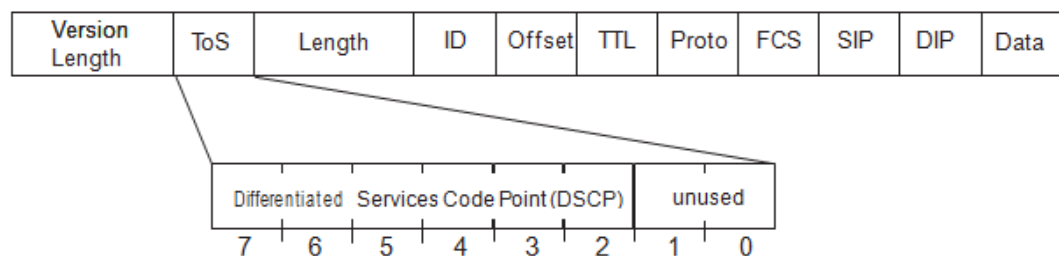 Version
Length
ToS Length ID Offset TTL Proto FCS SIP DIP Data
Differentiated Services Code Point (DSCP) unused
7 6 5 4 3 2 1 0